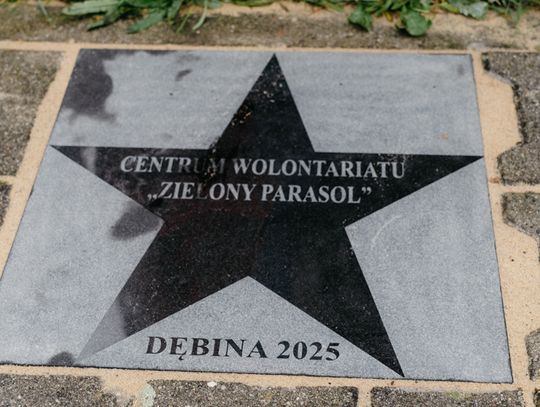 CENTRUM WOLONTARIATU
„ZIELONY PARASOL”
DĘBINA 2025